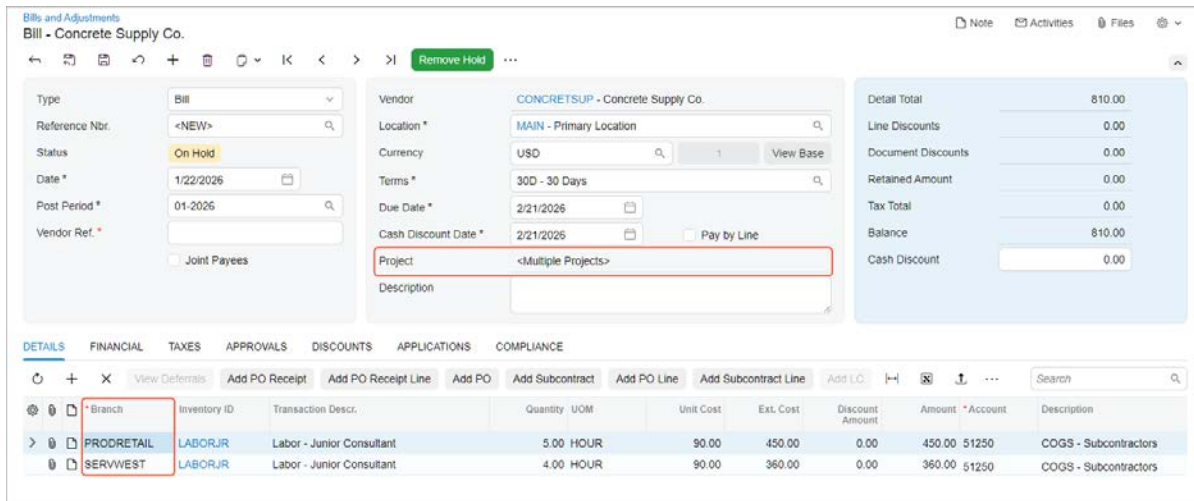 Bills and Adjustments
Bill - Concrete Supply Co.
Note Activities Files
Remove Hold ...
Type Bill
Reference Nbr. <NEW>
Status On Hold
Date * 1/22/2026
Post Period * 01-2026
Vendor Ref. *
Joint Payees
Vendor CONCRETSUP - Concrete Supply Co.
Location * MAIN - Primary Location
Currency USD 1 View Base
Terms * 30D - 30 Days
Due Date * 2/21/2026
Cash Discount Date * 2/21/2026 Pay by Line
Project <Multiple Projects>
Description
Detail Total 810.00
Line Discounts 0.00
Document Discounts 0.00
Retained Amount 0.00
Tax Total 0.00
Balance 810.00
Cash Discount 0.00
DETAILS FINANCIAL TAXES APPROVALS DISCOUNTS APPLICATIONS COMPLIANCE
View Deferrals Add PO Receipt Add PO Receipt Line Add PO Add Subcontract Add PO Line Add Subcontract Line Add LC ... Search
* Branch Inventory ID Transaction Descr. Quantity UOM Unit Cost Ext. Cost Discount Amount Amount * Account Description
PRODRETAIL LABORJR Labor - Junior Consultant 5.00 HOUR 90.00 450.00 0.00 450.00 51250 COGS - Subcontractors
SERVWEST LABORJR Labor - Junior Consultant 4.00 HOUR 90.00 360.00 0.00 360.00 51250 COGS - Subcontractors